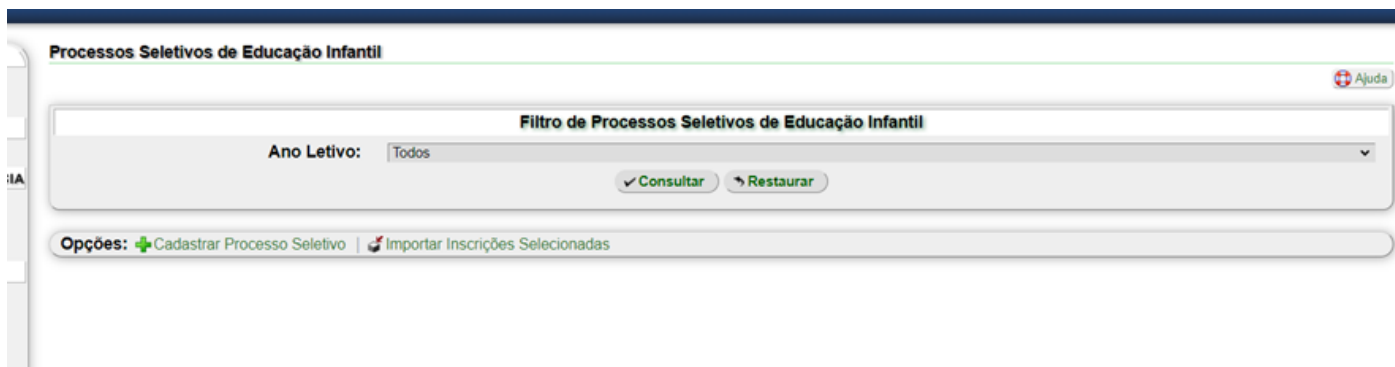 Processos Seletivos de Educação Infantil
Ajuda
Filtro de Processos Seletivos de Educação Infantil
Ano Letivo: Todos
Consultar Restaurar
Opções: Cadastrar Processo Seletivo | Importar Inscrições Selecionadas